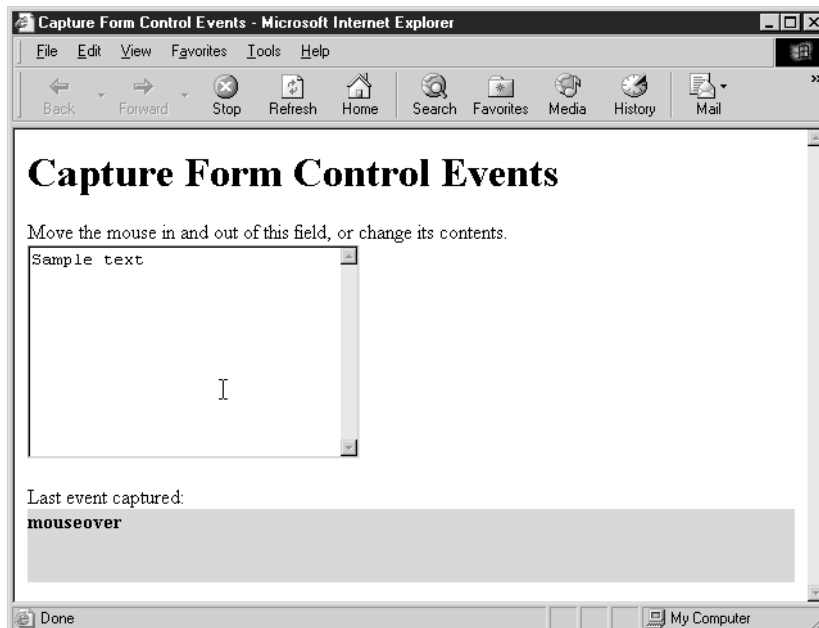 Capture Form Control Events - Microsoft Internet Explorer
File Edit View Favorites Tools Help
Back Forward Stop Refresh Home Search Favorites Media History Mail
Capture Form Control Events
Move the mouse in and out of this field, or change its contents.
Sample text
Last event captured:
mouseover
Done My Computer